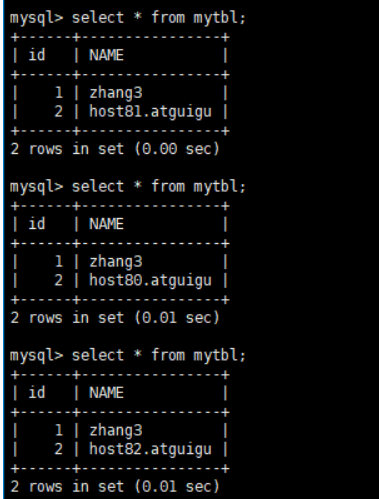 mysql> select * from mytbl;
+------+-----------------+
| id   | NAME            |
+------+-----------------+
|    1 | zhang3          |
|    2 | host81.atguigu |
+------+-----------------+
2 rows in set (0.00 sec)
mysql> select * from mytbl;
+------+-----------------+
| id   | NAME            |
+------+-----------------+
|    1 | zhang3          |
|    2 | host80.atguigu |
+------+-----------------+
2 rows in set (0.01 sec)
mysql> select * from mytbl;
+------+-----------------+
| id   | NAME            |
+------+-----------------+
|    1 | zhang3          |
|    2 | host82.atguigu |
+------+-----------------+
2 rows in set (0.01 sec)